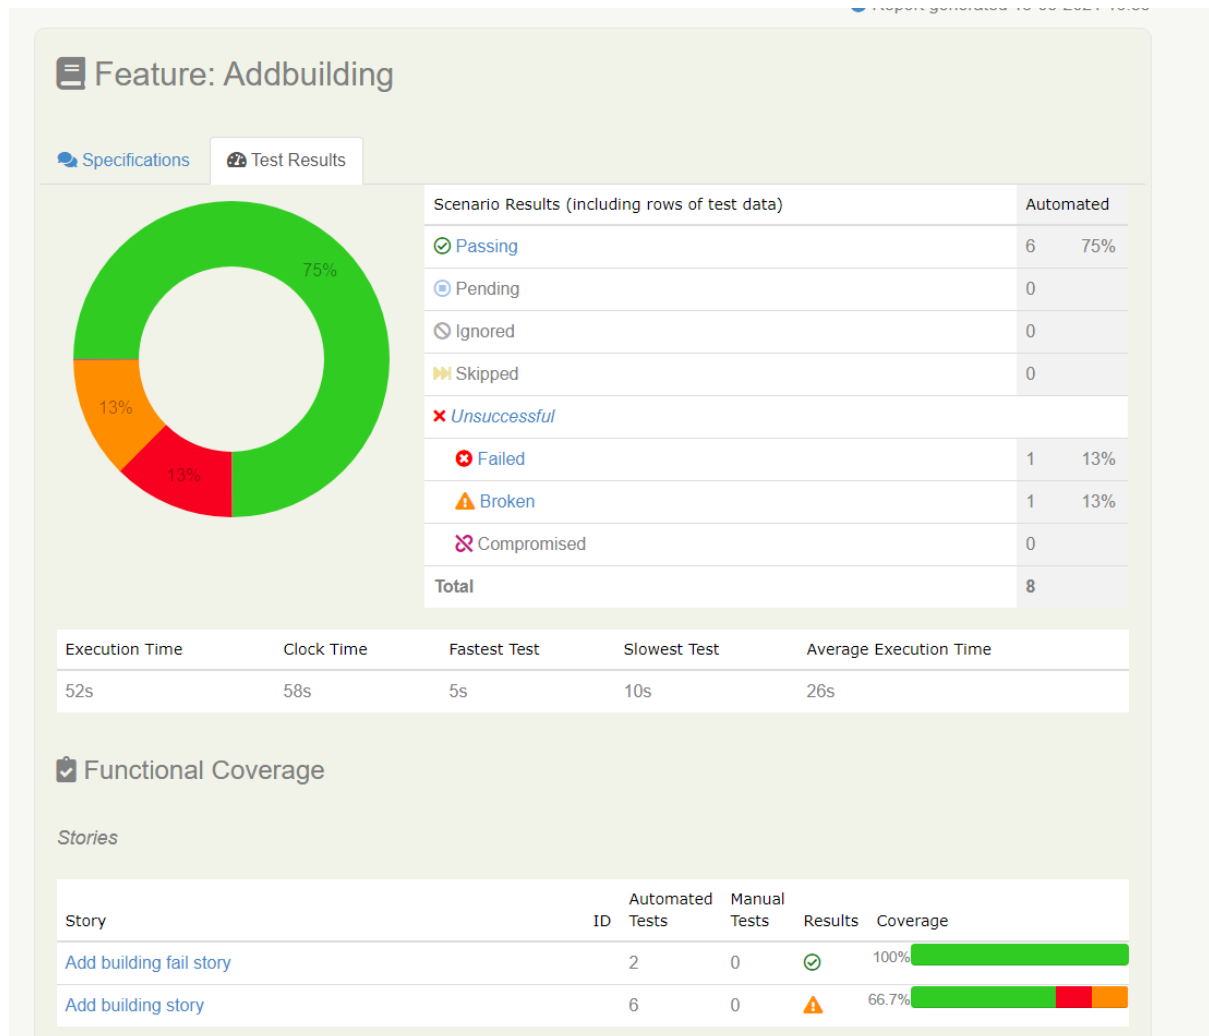 Feature: Addbuilding
Specifications
Test Results
75%
13%
13%
Scenario Results (including rows of test data) Automated
Passing 6 75%
Pending 0
Ignored 0
Skipped 0
Unsuccessful
Failed 1 13%
Broken 1 13%
Compromised 0
Total 8
Execution Time Clock Time Fastest Test Slowest Test Average Execution Time
52s 58s 5s 10s 26s
Functional Coverage
Stories
Story ID Automated Tests Manual Tests Results Coverage
Add building fail story 2 0 100%
Add building story 6 0 66.7%